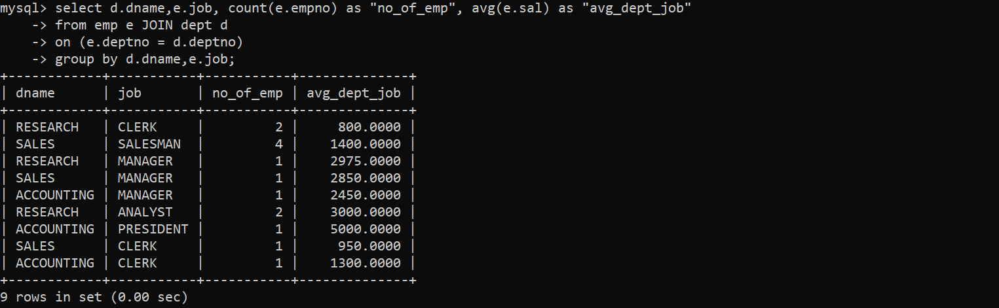 mysql> select d.dname,e.job, count(e.empno) as "no_of_emp", avg(e.sal) as "avg_dept_job"
    -> from emp e JOIN dept d
    -> on (e.deptno = d.deptno)
    -> group by d.dname,e.job;
+------------+-----------+-----------+--------------+
| dname      | job       | no_of_emp | avg_dept_job |
+------------+-----------+-----------+--------------+
| RESEARCH   | CLERK     |         2 |     800.0000 |
| SALES      | SALESMAN  |         4 |    1400.0000 |
| RESEARCH   | MANAGER   |         1 |    2975.0000 |
| SALES      | MANAGER   |         1 |    2850.0000 |
| ACCOUNTING | MANAGER   |         1 |    2450.0000 |
| RESEARCH   | ANALYST   |         2 |    3000.0000 |
| ACCOUNTING | PRESIDENT |         1 |    5000.0000 |
| SALES      | CLERK     |         1 |     950.0000 |
| ACCOUNTING | CLERK     |         1 |    1300.0000 |
+------------+-----------+-----------+--------------+
9 rows in set (0.00 sec)